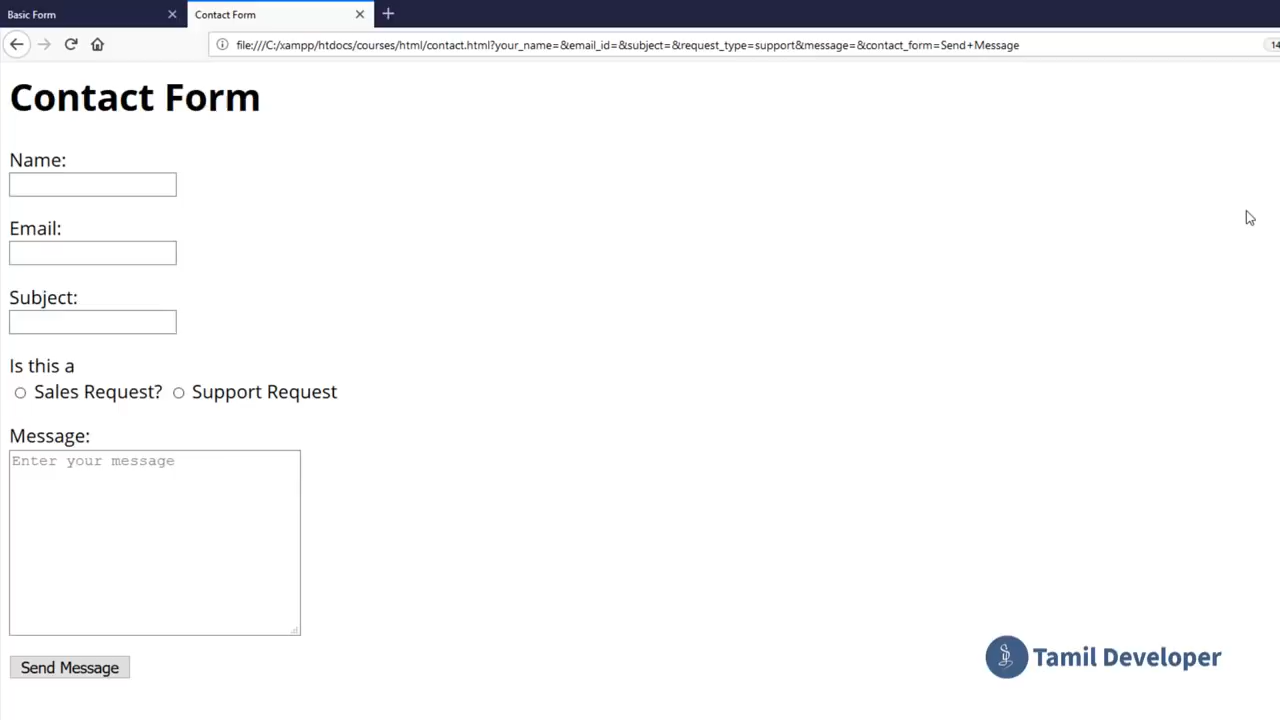 Basic Form
Contact Form
file:///C:/xampp/htdocs/courses/html/contact.html?your_name=&email_id=&subject=&request_type=support&message=&contact_form=Send+Message
14
Contact Form
Name:
Email:
Subject:
Is this a
Sales Request? Support Request
Message:
Enter your message
Send Message
Tamil Developer